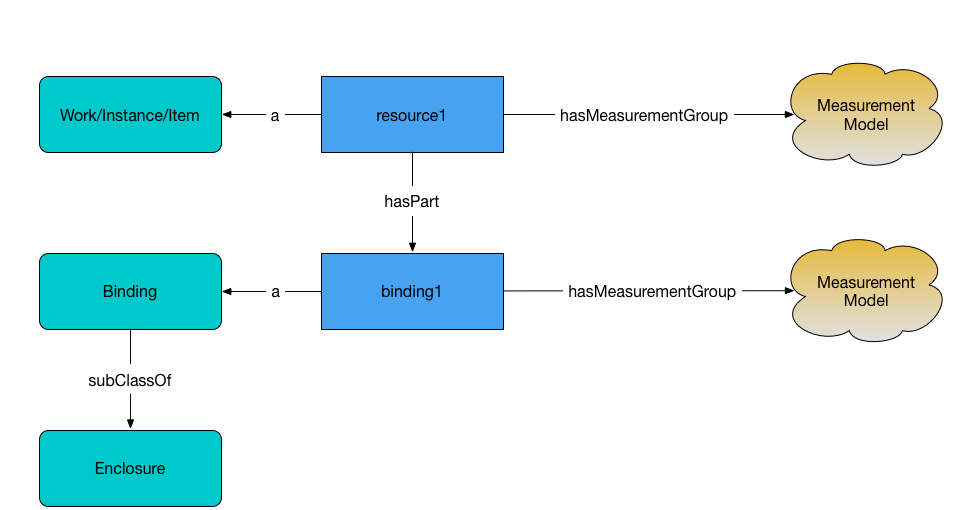 Work/Instance/Item
a
resource1
hasMeasurementGroup
Measurement
Model
hasPart
Binding
a
binding1
hasMeasurementGroup
Measurement
Model
subClassOf
Enclosure